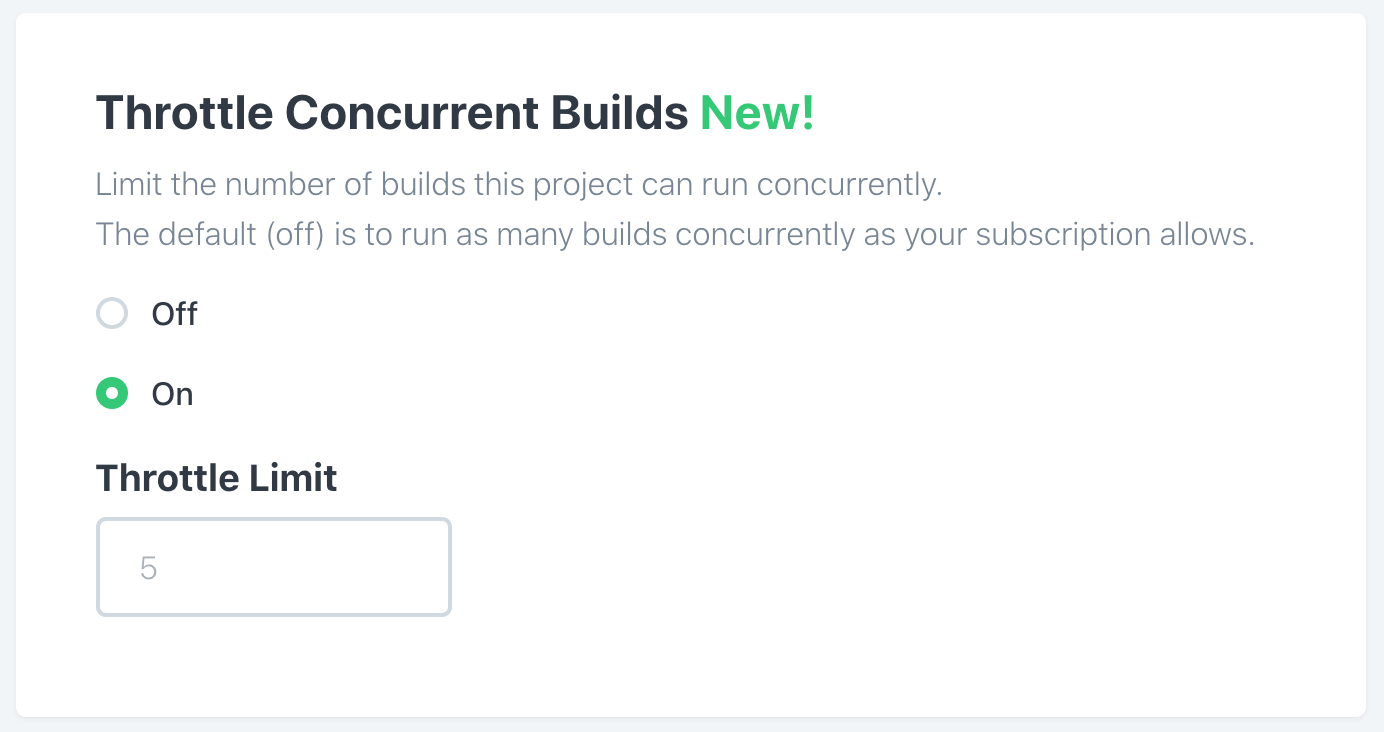 Throttle Concurrent Builds New!
Limit the number of builds this project can run concurrently.
The default (off) is to run as many builds concurrently as your subscription allows.
Off
On
Throttle Limit
5